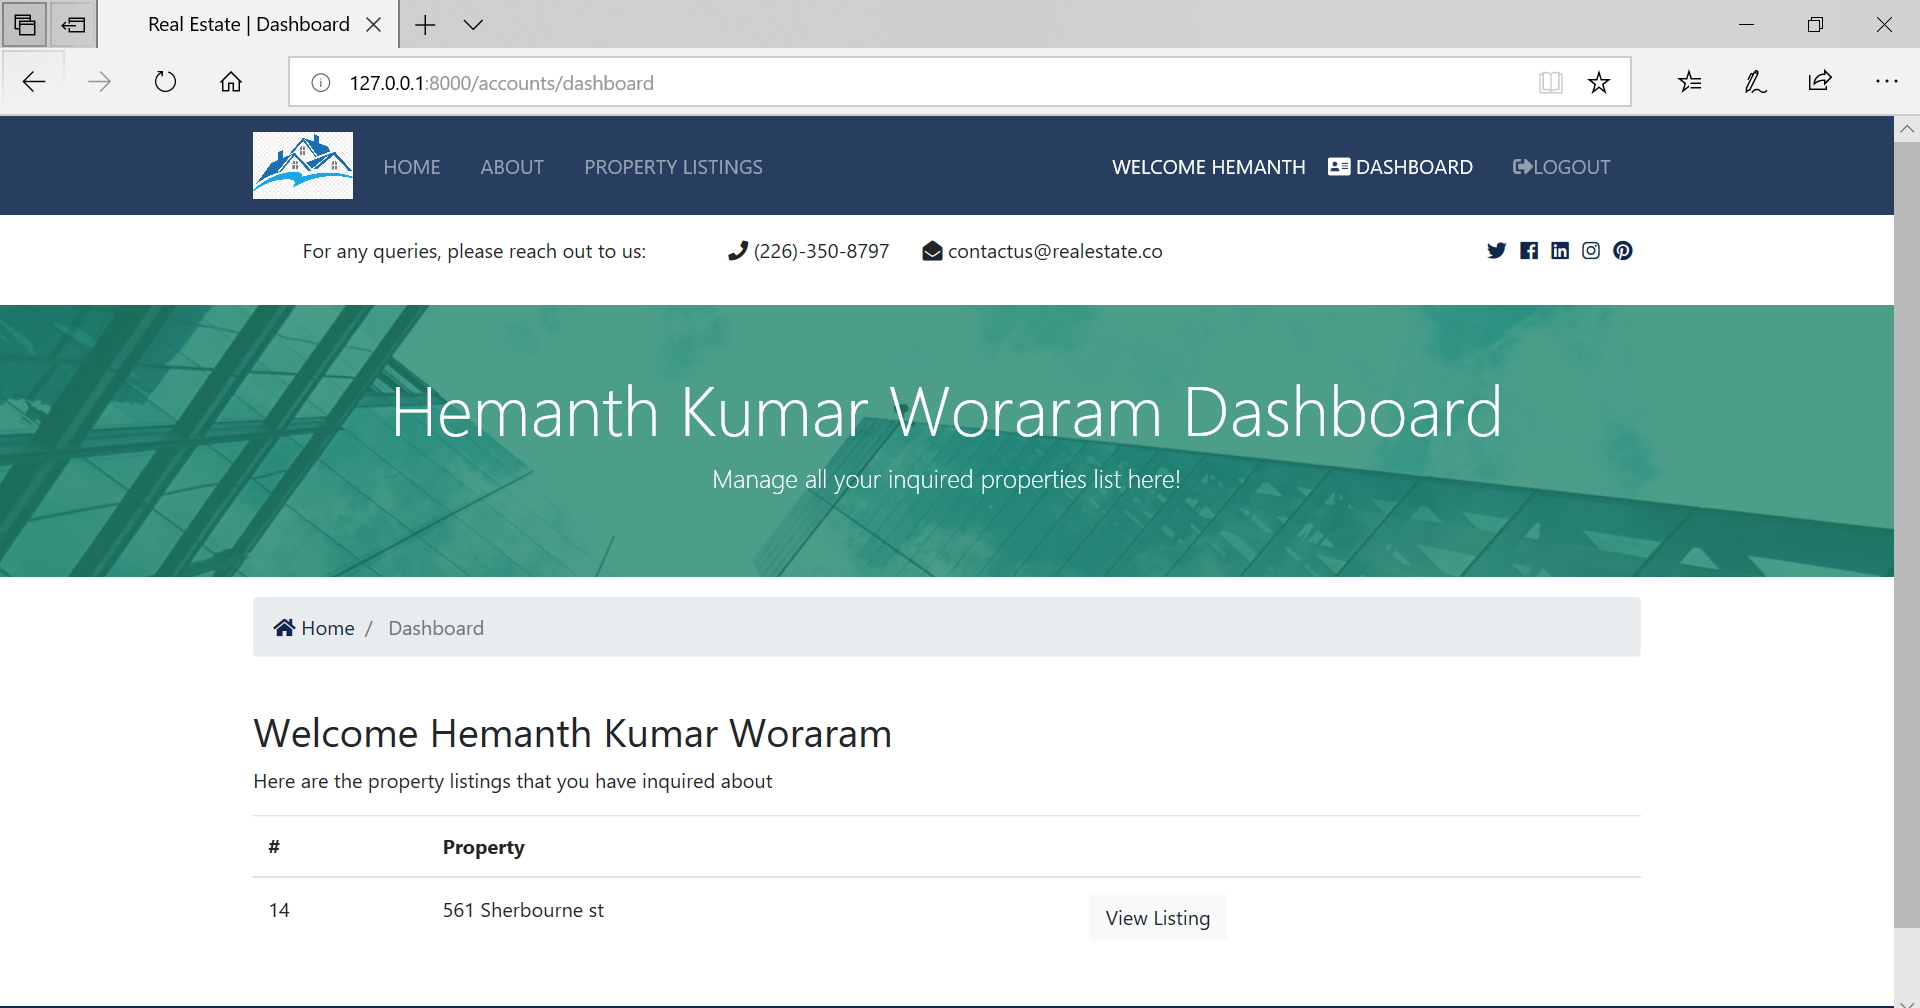 Real Estate | Dashboard
127.0.0.1:8000/accounts/dashboard
HOME ABOUT PROPERTY LISTINGS WELCOME HEMANTH DASHBOARD LOGOUT
For any queries, please reach out to us: (226)-350-8797 contactus@realestate.co
Hemanth Kumar Woraram Dashboard
Manage all your inquired properties list here!
Home / Dashboard
Welcome Hemanth Kumar Woraram
Here are the property listings that you have inquired about
# Property
14 561 Sherbourne st View Listing